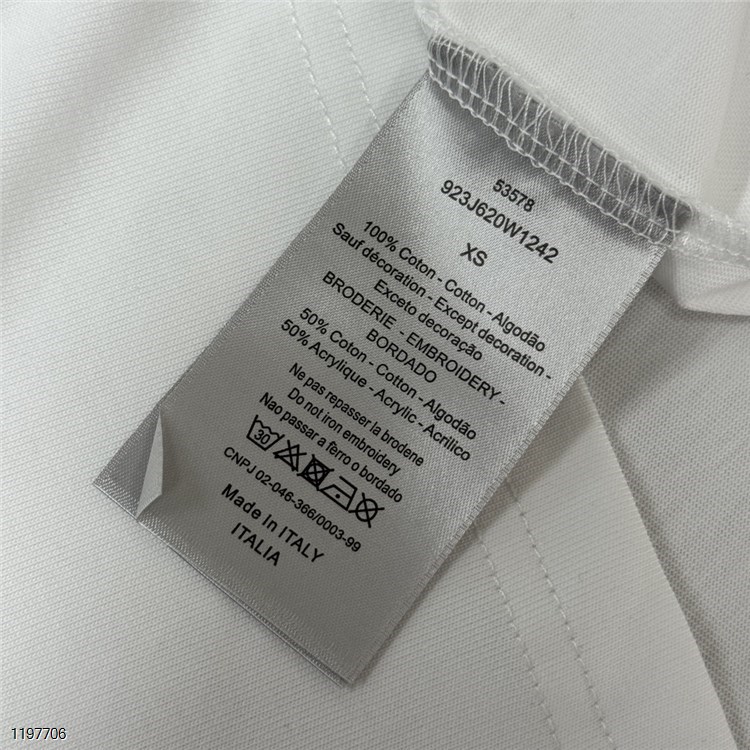 53578
923J620W1242
XS
100% Coton - Cotton - Algodão
Sauf décoration - Except decoration -
Exceto decoração
BRODERIE - EMBROIDERY -
BORDADO
50% Coton - Cotton - Algodão
50% Acrylique - Acrylic - Acrilico
Ne pas repasser la brodene
Do not iron embroidery
Nao passar a ferro o bordado
30
CNPJ 02-046-366/0003-99
Made In ITALY
ITALIA
1197706